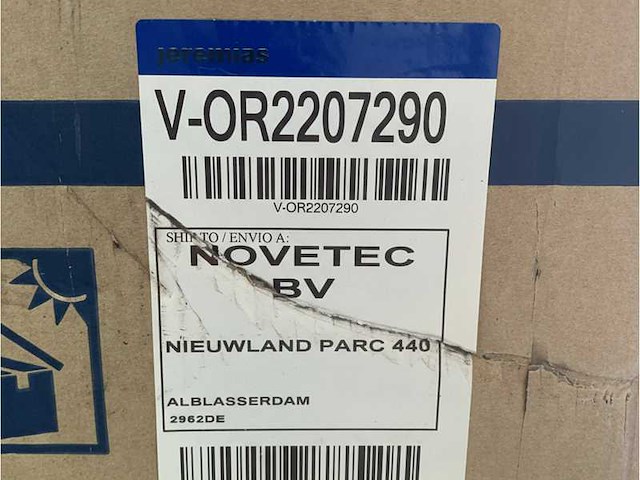 jeremias
V-OR2207290
V-OR2207290
SHIP TO / ENVIO A:
NOVETEC
BV
NIEUWLAND PARC 440
ALBLASSERDAM
2962DE